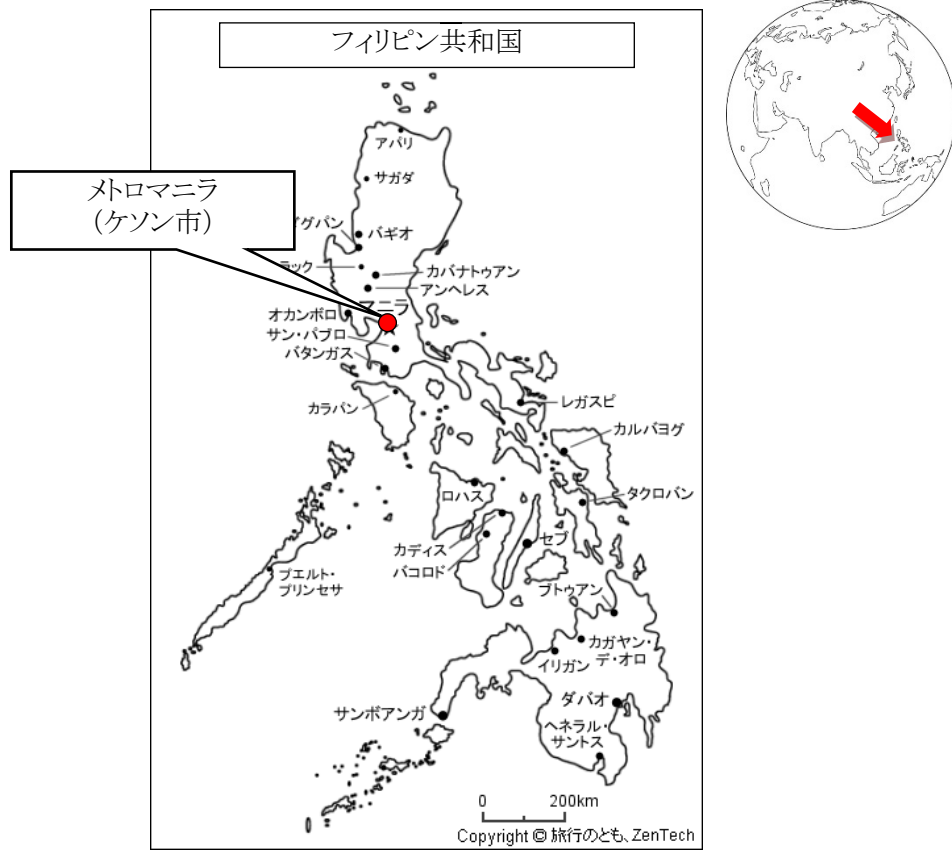 フィリピン共和国
アパリ
サガダ
メトロマニラ
(ケソン市)
グパン
バギオ
ラック
カバナトゥアン
アンヘレス
マニラ
オカンポロ
サン・パブロ
バタンガス
カラパン
レガスピ
カルバヨグ
ロハス
タクロバン
カディス
セブ
バコロド
プエルト・
プリンセサ
ブトゥアン
カガヤン・
デ・オロ
イリガン
ダバオ
サンボアンガ
ヘネラル・
サントス
0 200km
Copyright © 旅行のとも、ZenTech